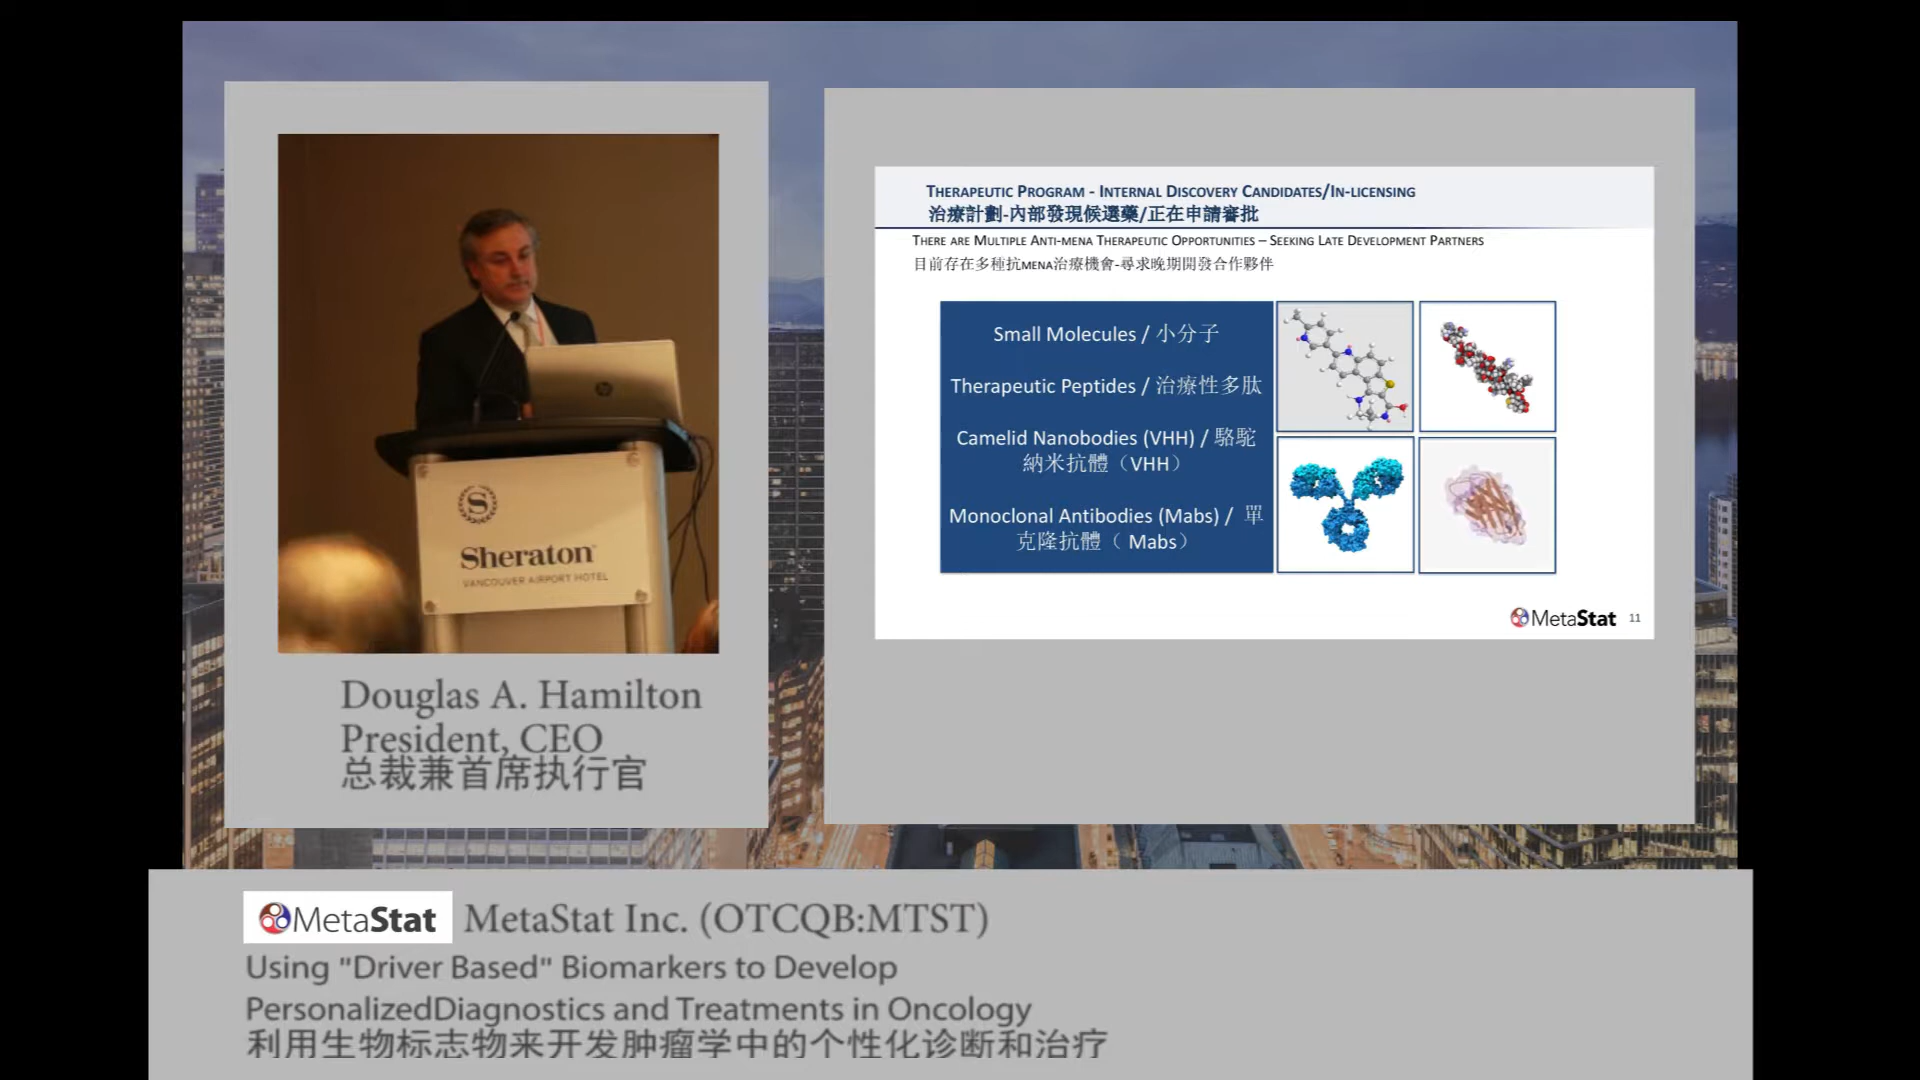 THERAPEUTIC PROGRAM - INTERNAL DISCOVERY CANDIDATES/IN-LICENSING
治療計劃-內部發現候選藥/正在申請審批
THERE ARE MULTIPLE ANTI-MENA THERAPEUTIC OPPORTUNITIES – SEEKING LATE DEVELOPMENT PARTNERS
目前存在多種抗MENA治療機會-尋求晚期開發合作夥伴
Small Molecules / 小分子
Therapeutic Peptides / 治療性多肽
Camelid Nanobodies (VHH) / 駱駝
納米抗體（VHH）
Monoclonal Antibodies (Mabs) / 單
克隆抗體（ Mabs）
MetaStat 11
hp
S
Sheraton
VANCOUVER AIRPORT HOTEL
Douglas A. Hamilton
President, CEO
总裁兼首席执行官
MetaStat MetaStat Inc. (OTCQB:MTST)
Using "Driver Based" Biomarkers to Develop
PersonalizedDiagnostics and Treatments in Oncology
利用生物标志物来开发肿瘤学中的个性化诊断和治疗